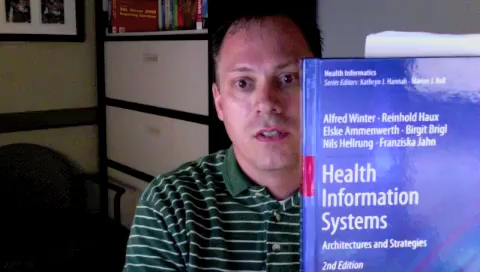 Health Informatics
Series Editors: Kathryn J. Hannah · Marion J. Ball
Alfred Winter · Reinhold Haux
Elske Ammenwerth · Birgit Brigl
Nils Hellrung · Franziska Jahn
Health
Information
Systems
Architectures and Strategies
2nd Edition